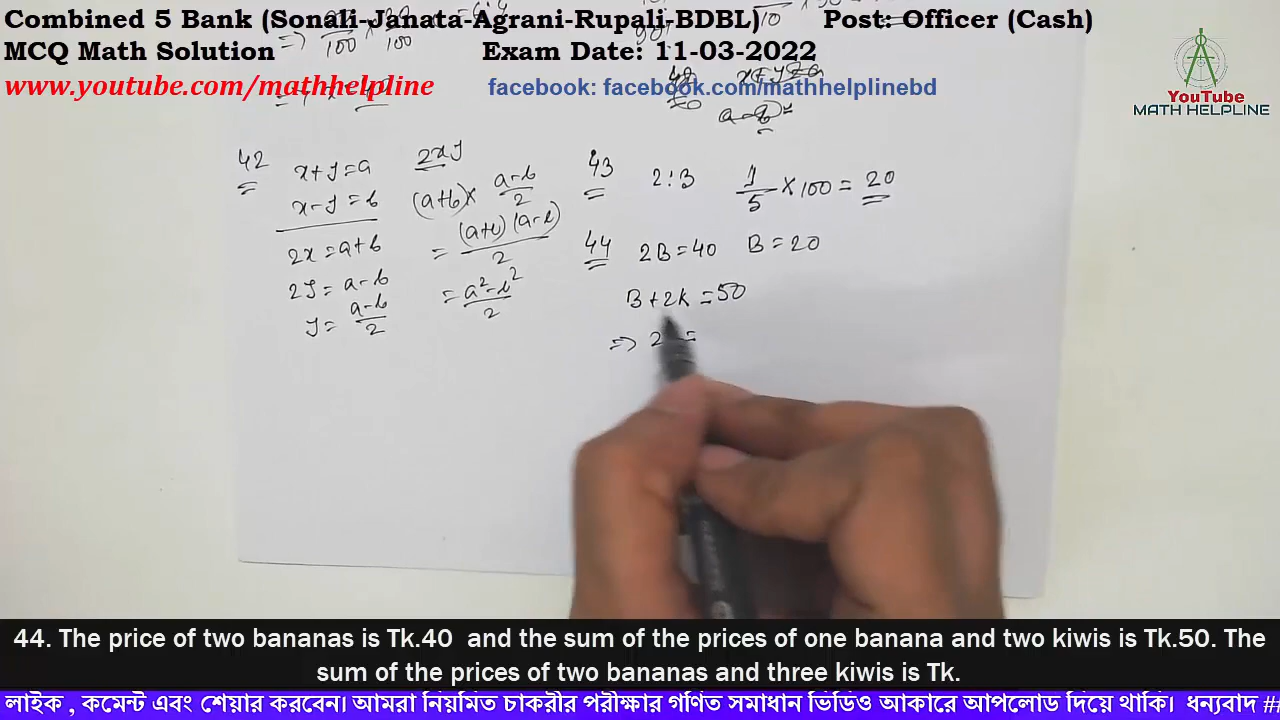 Combined 5 Bank (Sonali-Janata-Agrani-Rupali-BDBL) Post: Officer (Cash)
MCQ Math Solution Exam Date: 11-03-2022
www.youtube.com/mathhelpline facebook: facebook.com/mathhelplinebd
YouTube
MATH HELPLINE
42
x+y=a
x-y=b
2x=a+b
2y=a-b
y=a-b/2
2xy
(a+b)×a-b/2
=(a+b)(a-b)/2
=a²-b²/2
43 2:3 1/5×100=20
44 2B=40 B=20
B+2K=50
⇒ 2 =
44. The price of two bananas is Tk.40 and the sum of the prices of one banana and two kiwis is Tk.50. The
sum of the prices of two bananas and three kiwis is Tk.
লাইক , কমেন্ট এবং শেয়ার করবেন। আমরা নিয়মিত চাকরীর পরীক্ষার গণিত সমাধান ভিডিও আকারে আপলোড দিয়ে থাকি। ধন্যবাদ #